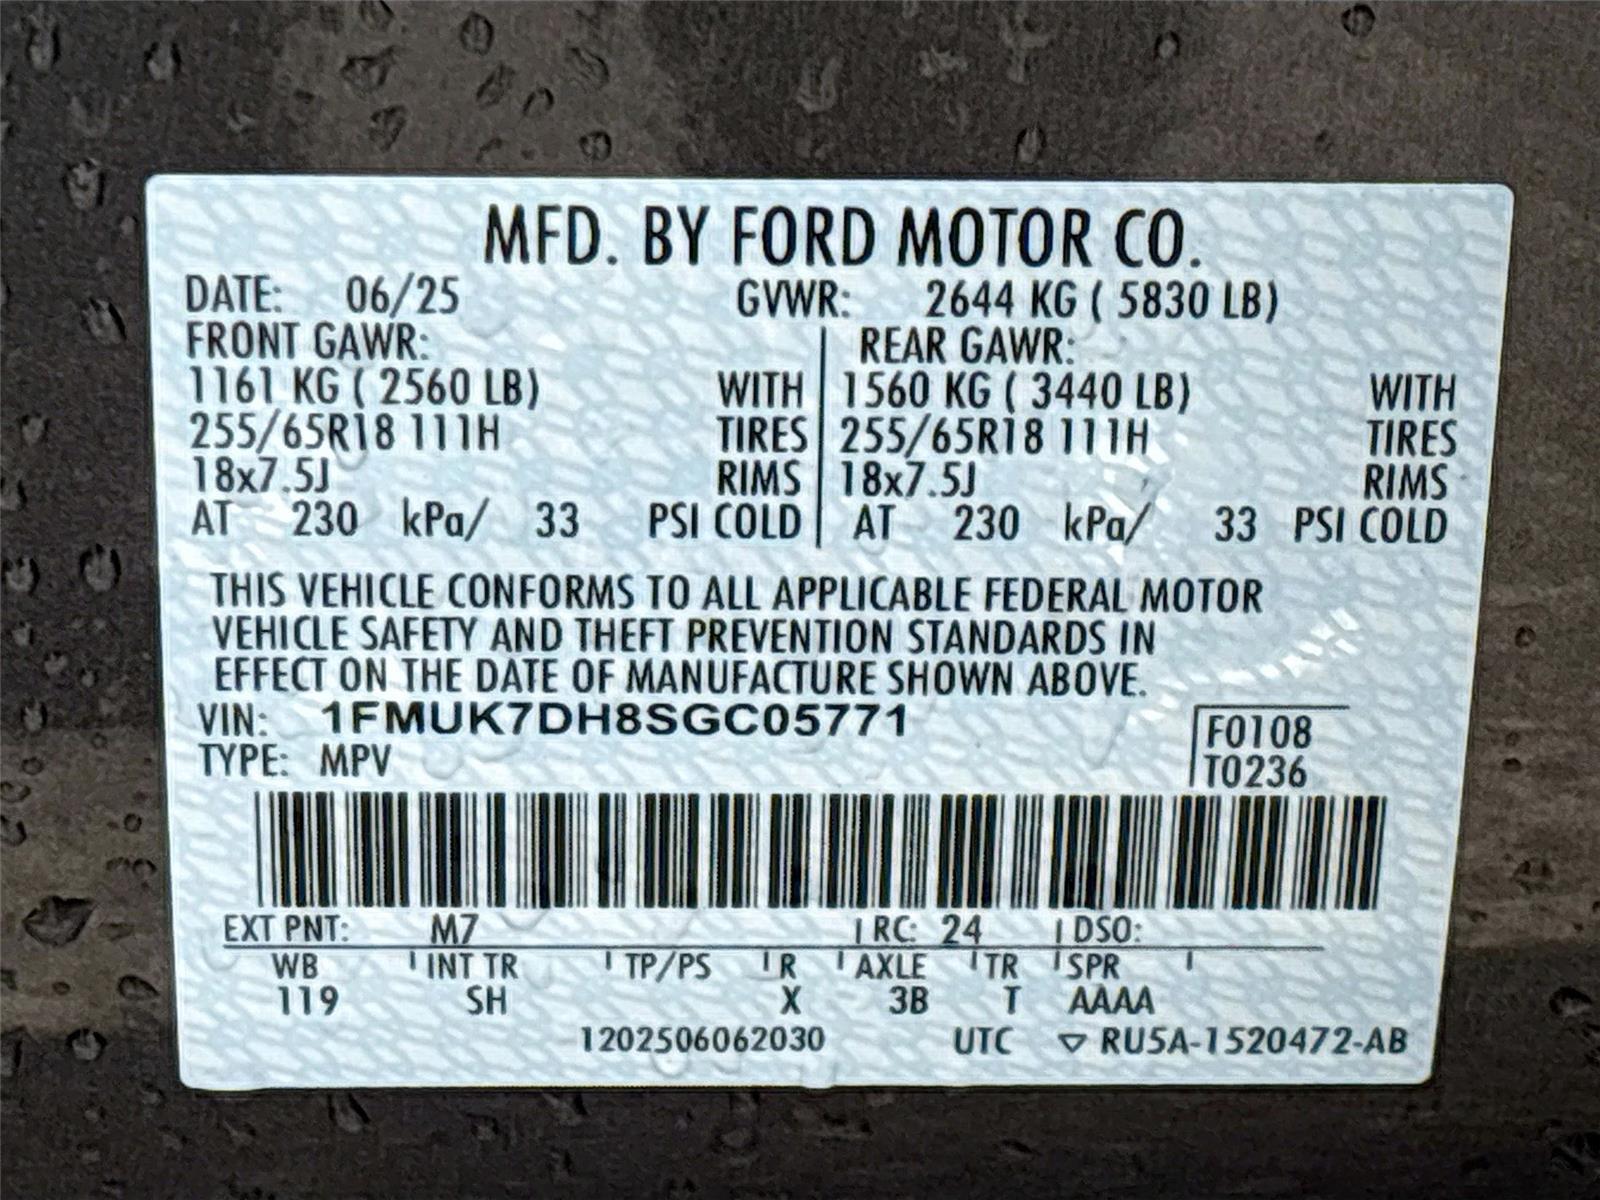 MFD. BY FORD MOTOR CO.
DATE: 06/25 GVWR: 2644 KG ( 5830 LB)
FRONT GAWR: REAR GAWR:
1161 KG ( 2560 LB) WITH 1560 KG ( 3440 LB) WITH
255/65R18 111H TIRES 255/65R18 111H TIRES
18x7.5J RIMS 18x7.5J RIMS
AT 230 kPa/ 33 PSI COLD AT 230 kPa/ 33 PSI COLD
THIS VEHICLE CONFORMS TO ALL APPLICABLE FEDERAL MOTOR
VEHICLE SAFETY AND THEFT PREVENTION STANDARDS IN
EFFECT ON THE DATE OF MANUFACTURE SHOWN ABOVE.
VIN: 1FMUK7DH8SGC05771
F0108
TYPE: MPV
T0236
EXT PNT: M7 RC: 24 DSO:
WB INT TR TP/PS R AXLE TR SPR
119 SH X 3B T AAAA
1202506062030 UTC ▽ RU5A-1520472-AB